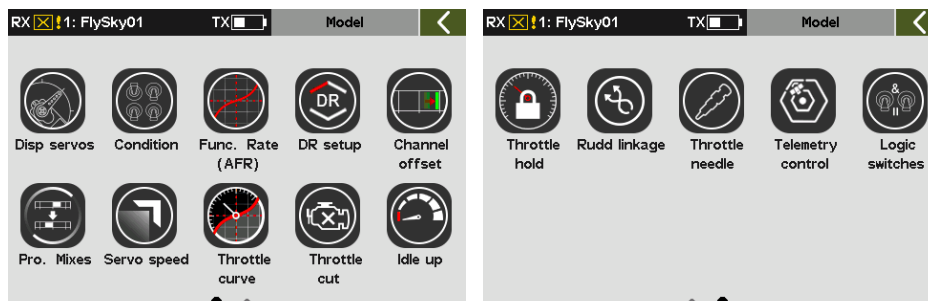 RX !1: FlySky01 TX Model
DR
Disp servos Condition Func. Rate (AFR) DR setup Channel offset
Pro. Mixes Servo speed Throttle curve Throttle cut Idle up
RX !1: FlySky01 TX Model
&
II
Throttle hold Rudd linkage Throttle needle Telemetry control Logic switches